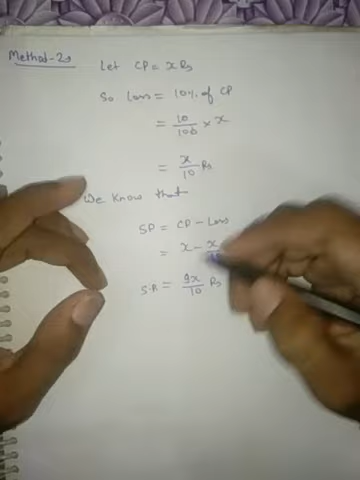 Method-2→
Let CP = x Rs
So Loss = 10% of CP
= 10/100 × x
= x/10 Rs
We know that
SP = CP - Loss
= x - x/10
S.P. = 9x/10 Rs